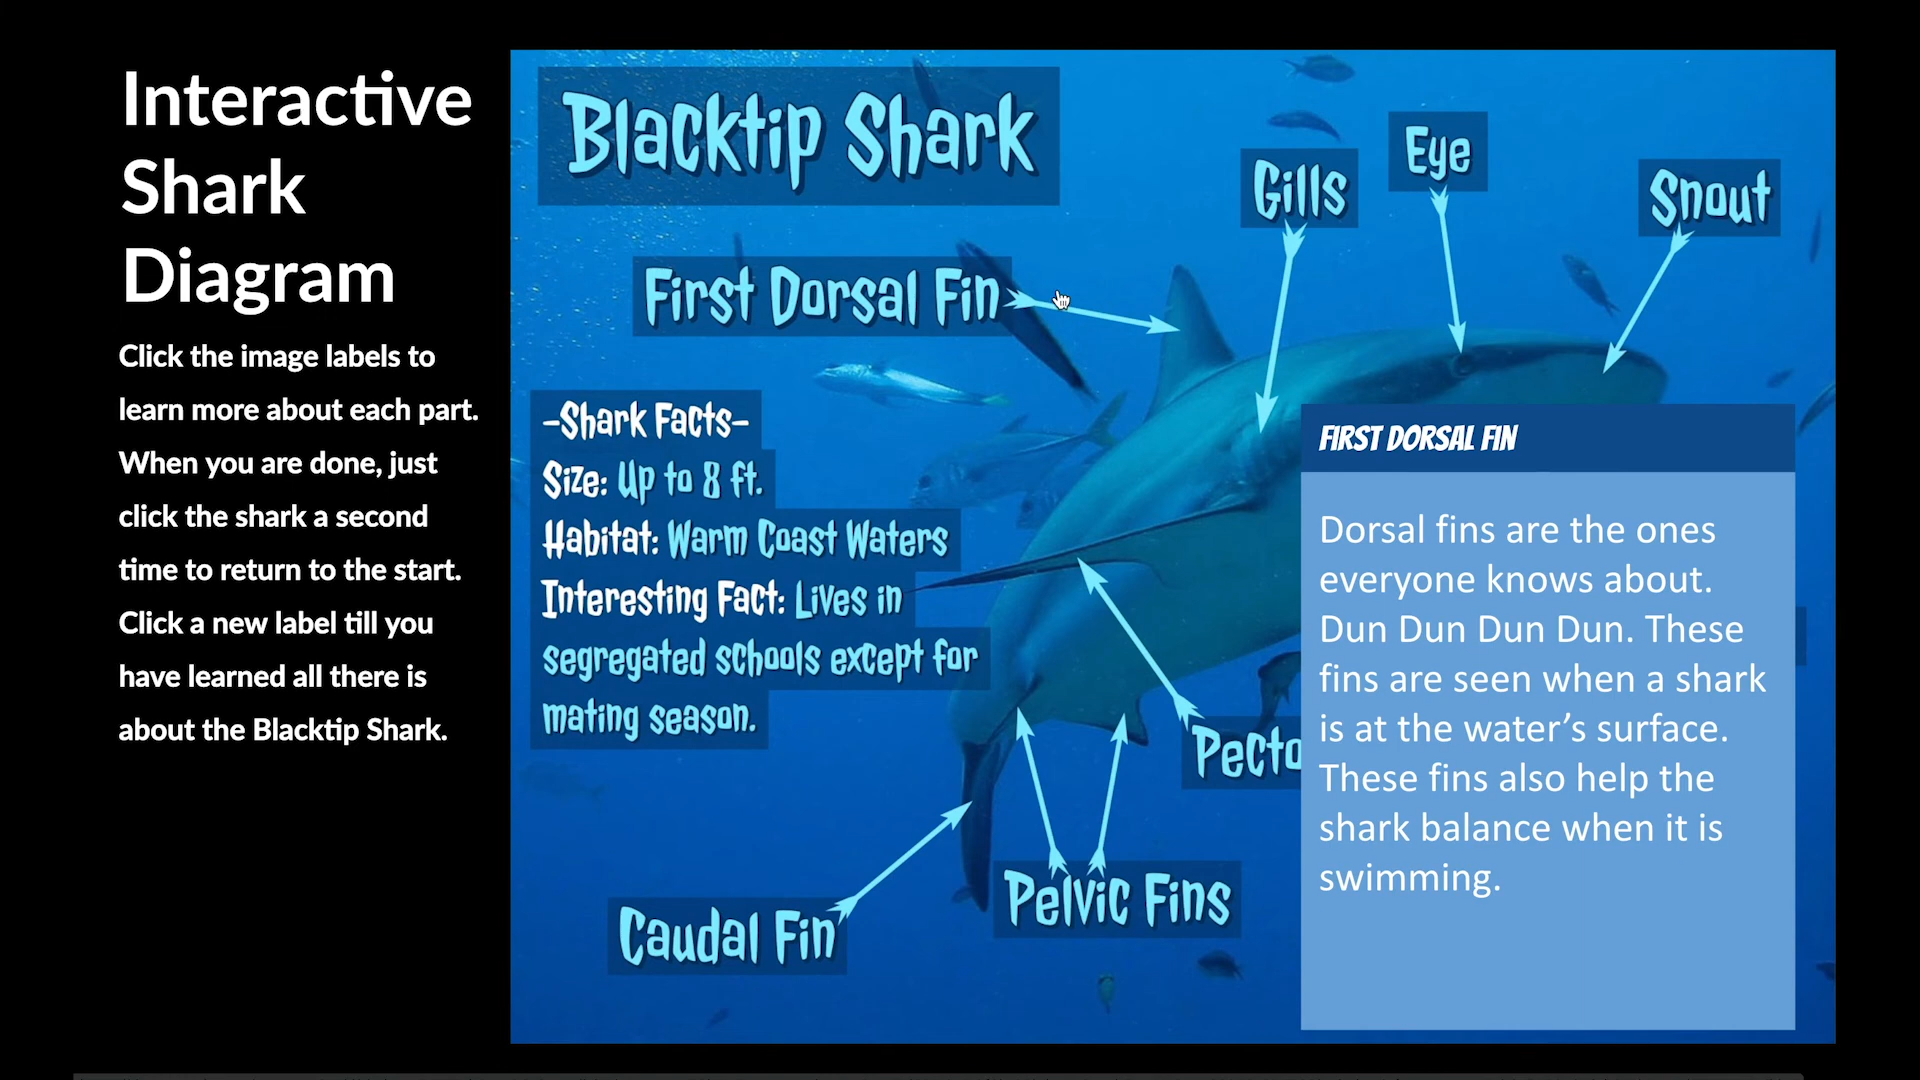 Interactive
Shark
Diagram
Click the image labels to
learn more about each part.
When you are done, just
click the shark a second
time to return to the start.
Click a new label till you
have learned all there is
about the Blacktip Shark.
Blacktip Shark
Gills
Eye
Snout
First Dorsal Fin
-Shark Facts-
Size: Up to 8 ft.
Habitat: Warm Coast Waters
Interesting Fact: Lives in
segregated schools except for
mating season.
Pecto
Pelvic Fins
Caudal Fin
FIRST DORSAL FIN
Dorsal fins are the ones
everyone knows about.
Dun Dun Dun Dun. These
fins are seen when a shark
is at the water’s surface.
These fins also help the
shark balance when it is
swimming.